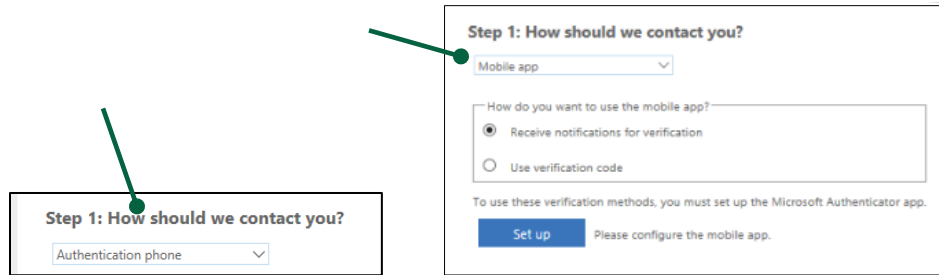 Step 1: How should we contact you?
Mobile app
How do you want to use the mobile app?
Receive notifications for verification
Use verification code
To use these verification methods, you must set up the Microsoft Authenticator app.
Set up Please configure the mobile app.
Step 1: How should we contact you?
Authentication phone